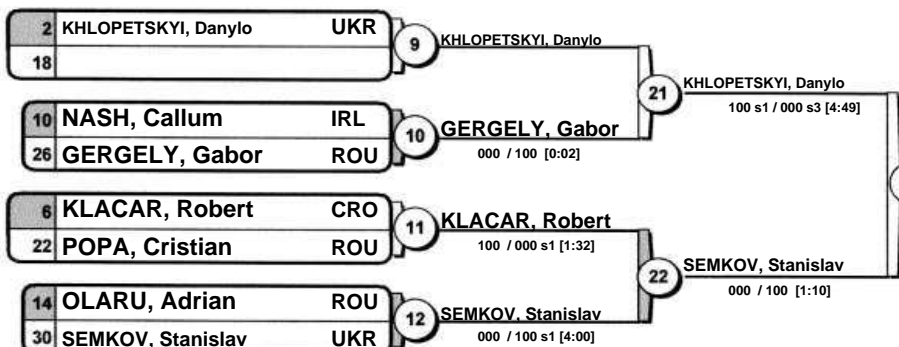 2 KHLOPETSKYI, Danylo UKR
18
9 KHLOPETSKYI, Danylo
10 NASH, Callum IRL
26 GERGELY, Gabor ROU
10 GERGELY, Gabor
000 / 100 [0:02]
21 KHLOPETSKYI, Danylo
100 s1 / 000 s3 [4:49]
6 KLACAR, Robert CRO
22 POPA, Cristian ROU
11 KLACAR, Robert
100 / 000 s1 [1:32]
14 OLARU, Adrian ROU
30 SEMKOV, Stanislav UKR
12 SEMKOV, Stanislav
000 / 100 s1 [4:00]
22 SEMKOV, Stanislav
000 / 100 [1:10]